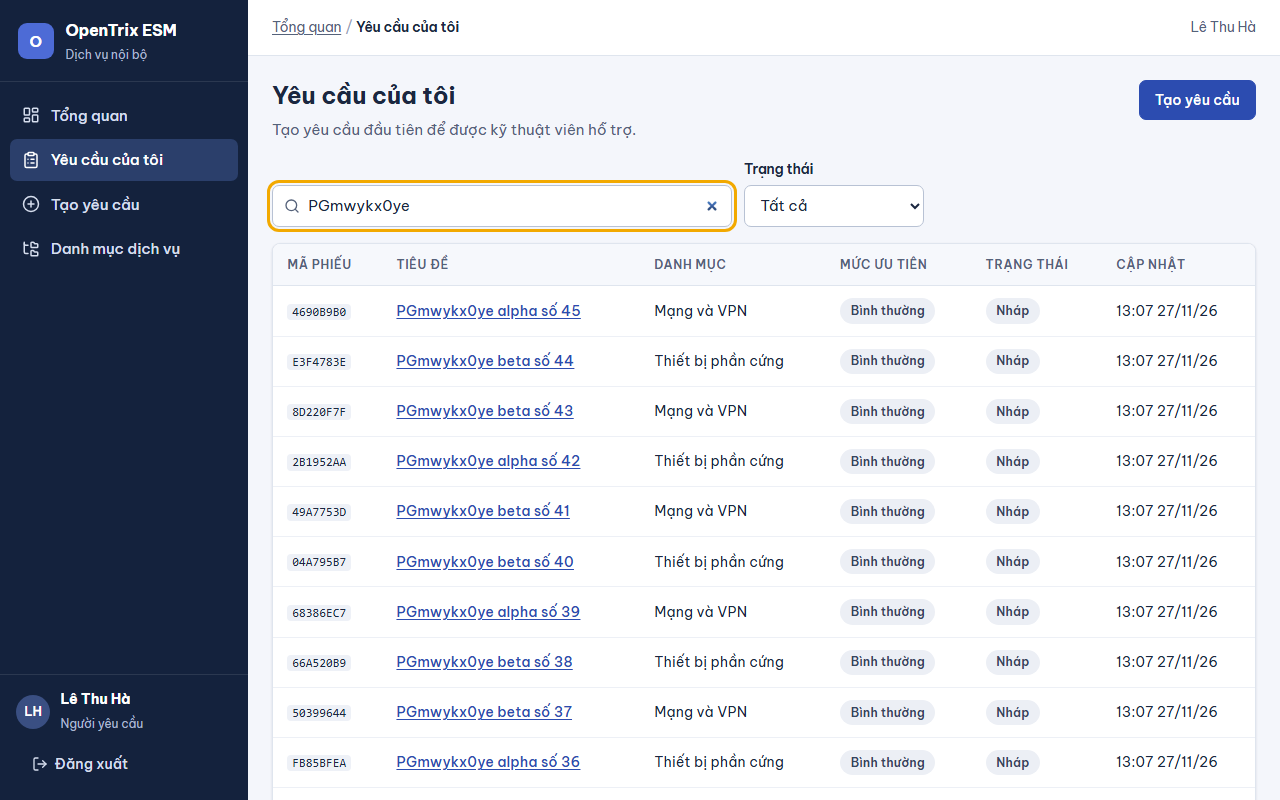 O
OpenTrix ESM
Dịch vụ nội bộ
Tổng quan
Yêu cầu của tôi
Tạo yêu cầu
Danh mục dịch vụ
Lê Thu Hà
LH
Người yêu cầu
Đăng xuất
Tổng quan / Yêu cầu của tôi
Lê Thu Hà
Yêu cầu của tôi
Tạo yêu cầu
Tạo yêu cầu đầu tiên để được kỹ thuật viên hỗ trợ.
Trạng thái
PGmwykx0ye
Tất cả
MÃ PHIẾU TIÊU ĐỀ DANH MỤC MỨC ƯU TIÊN TRẠNG THÁI CẬP NHẬT
4690B9B0 PGmwykx0ye alpha số 45 Mạng và VPN Bình thường Nháp 13:07 27/11/26
E3F4783E PGmwykx0ye beta số 44 Thiết bị phần cứng Bình thường Nháp 13:07 27/11/26
8D220F7F PGmwykx0ye beta số 43 Mạng và VPN Bình thường Nháp 13:07 27/11/26
2B1952AA PGmwykx0ye alpha số 42 Thiết bị phần cứng Bình thường Nháp 13:07 27/11/26
49A7753D PGmwykx0ye beta số 41 Mạng và VPN Bình thường Nháp 13:07 27/11/26
04A795B7 PGmwykx0ye beta số 40 Thiết bị phần cứng Bình thường Nháp 13:07 27/11/26
68386EC7 PGmwykx0ye alpha số 39 Mạng và VPN Bình thường Nháp 13:07 27/11/26
66A520B9 PGmwykx0ye beta số 38 Thiết bị phần cứng Bình thường Nháp 13:07 27/11/26
50399644 PGmwykx0ye beta số 37 Mạng và VPN Bình thường Nháp 13:07 27/11/26
FB85BFEA PGmwykx0ye alpha số 36 Thiết bị phần cứng Bình thường Nháp 13:07 27/11/26